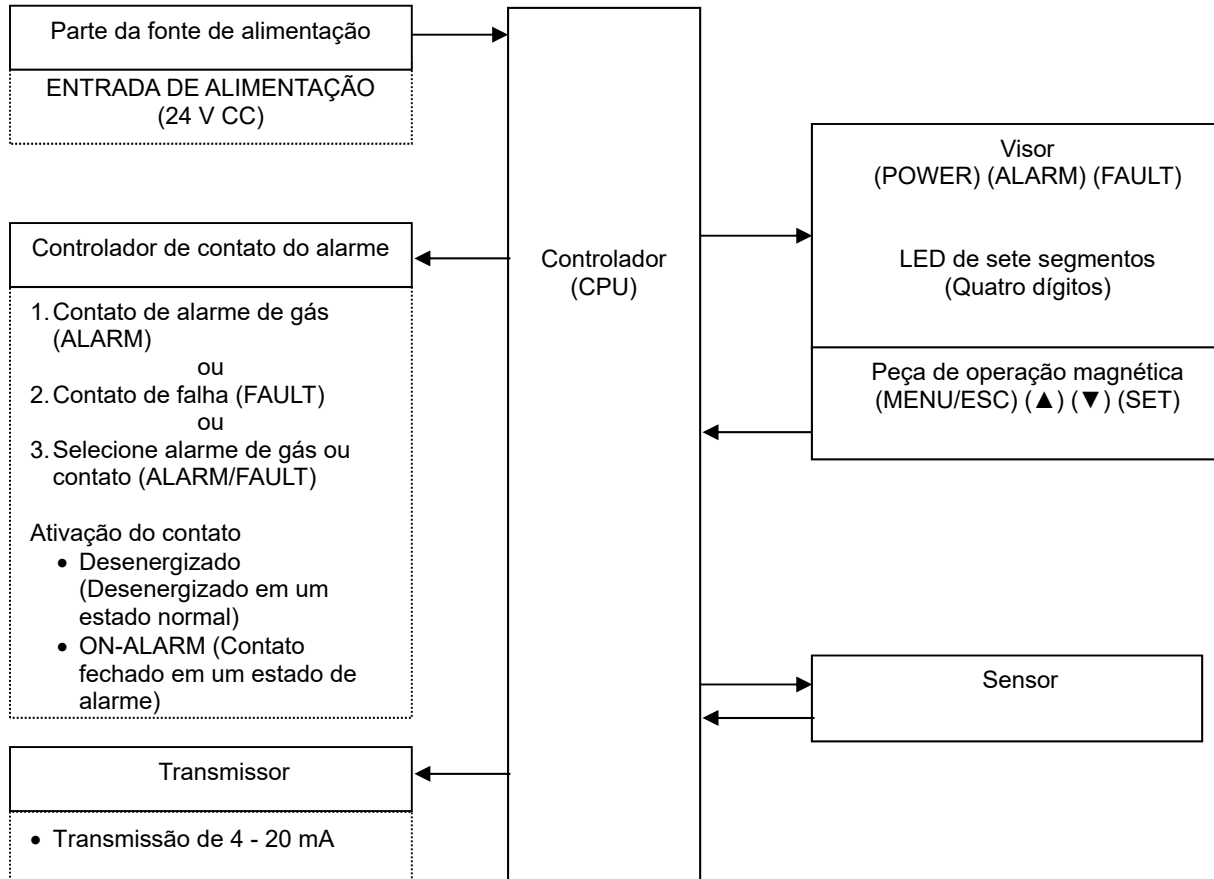 Parte da fonte de alimentação
ENTRADA DE ALIMENTAÇÃO
(24 V CC)
Controlador de contato do alarme
1. Contato de alarme de gás
(ALARM)
ou
2. Contato de falha (FAULT)
ou
3. Selecione alarme de gás ou
contato (ALARM/FAULT)
Ativação do contato
• Desenergizado
(Desenergizado em um
estado normal)
• ON-ALARM (Contato
fechado em um estado de
alarme)
Transmissor
• Transmissão de 4 - 20 mA
Controlador
(CPU)
Visor
(POWER) (ALARM) (FAULT)
LED de sete segmentos
(Quatro dígitos)
Peça de operação magnética
(MENU/ESC) (▲) (▼) (SET)
Sensor